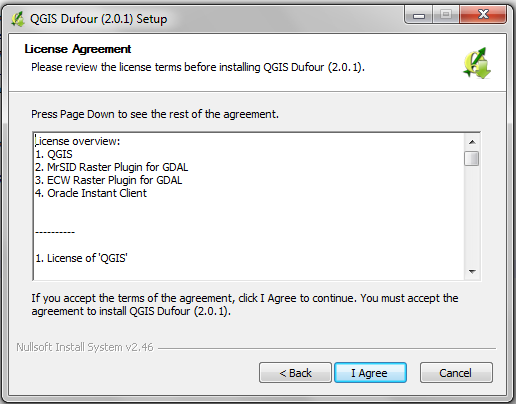 QGIS Dufour (2.0.1) Setup
License Agreement
Please review the license terms before installing QGIS Dufour (2.0.1).
Press Page Down to see the rest of the agreement.
License overview:
1. QGIS
2. MrSID Raster Plugin for GDAL
3. ECW Raster Plugin for GDAL
4. Oracle Instant Client
----------
1. License of 'QGIS'
If you accept the terms of the agreement, click I Agree to continue. You must accept the
agreement to install QGIS Dufour (2.0.1).
Nullsoft Install System v2.46
< Back
I Agree
Cancel